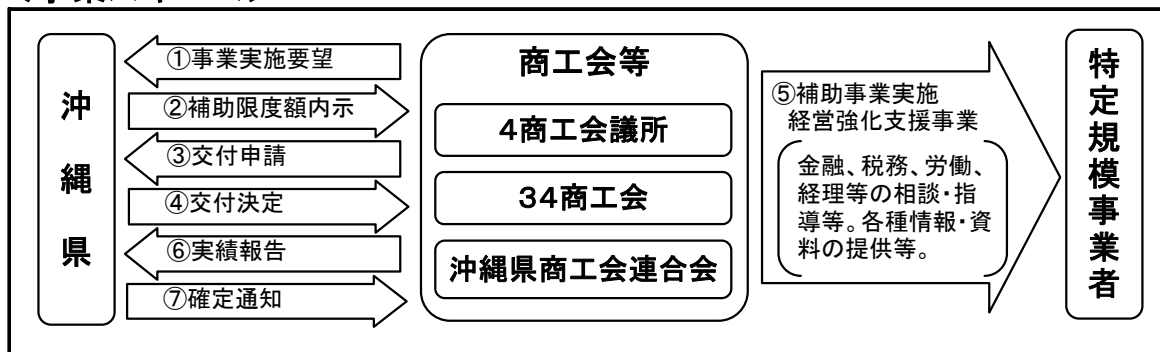 沖縄県
①事業実施要望
②補助限度額内示
③交付申請
④交付決定
⑥実績報告
⑦確定通知
商工会等
4商工会議所
34商工会
沖縄県商工会連合会
⑤補助事業実施
経営強化支援事業
金融、税務、労働、
経理等の相談・指
導等。各種情報・資
料の提供等。
特定規模事業者